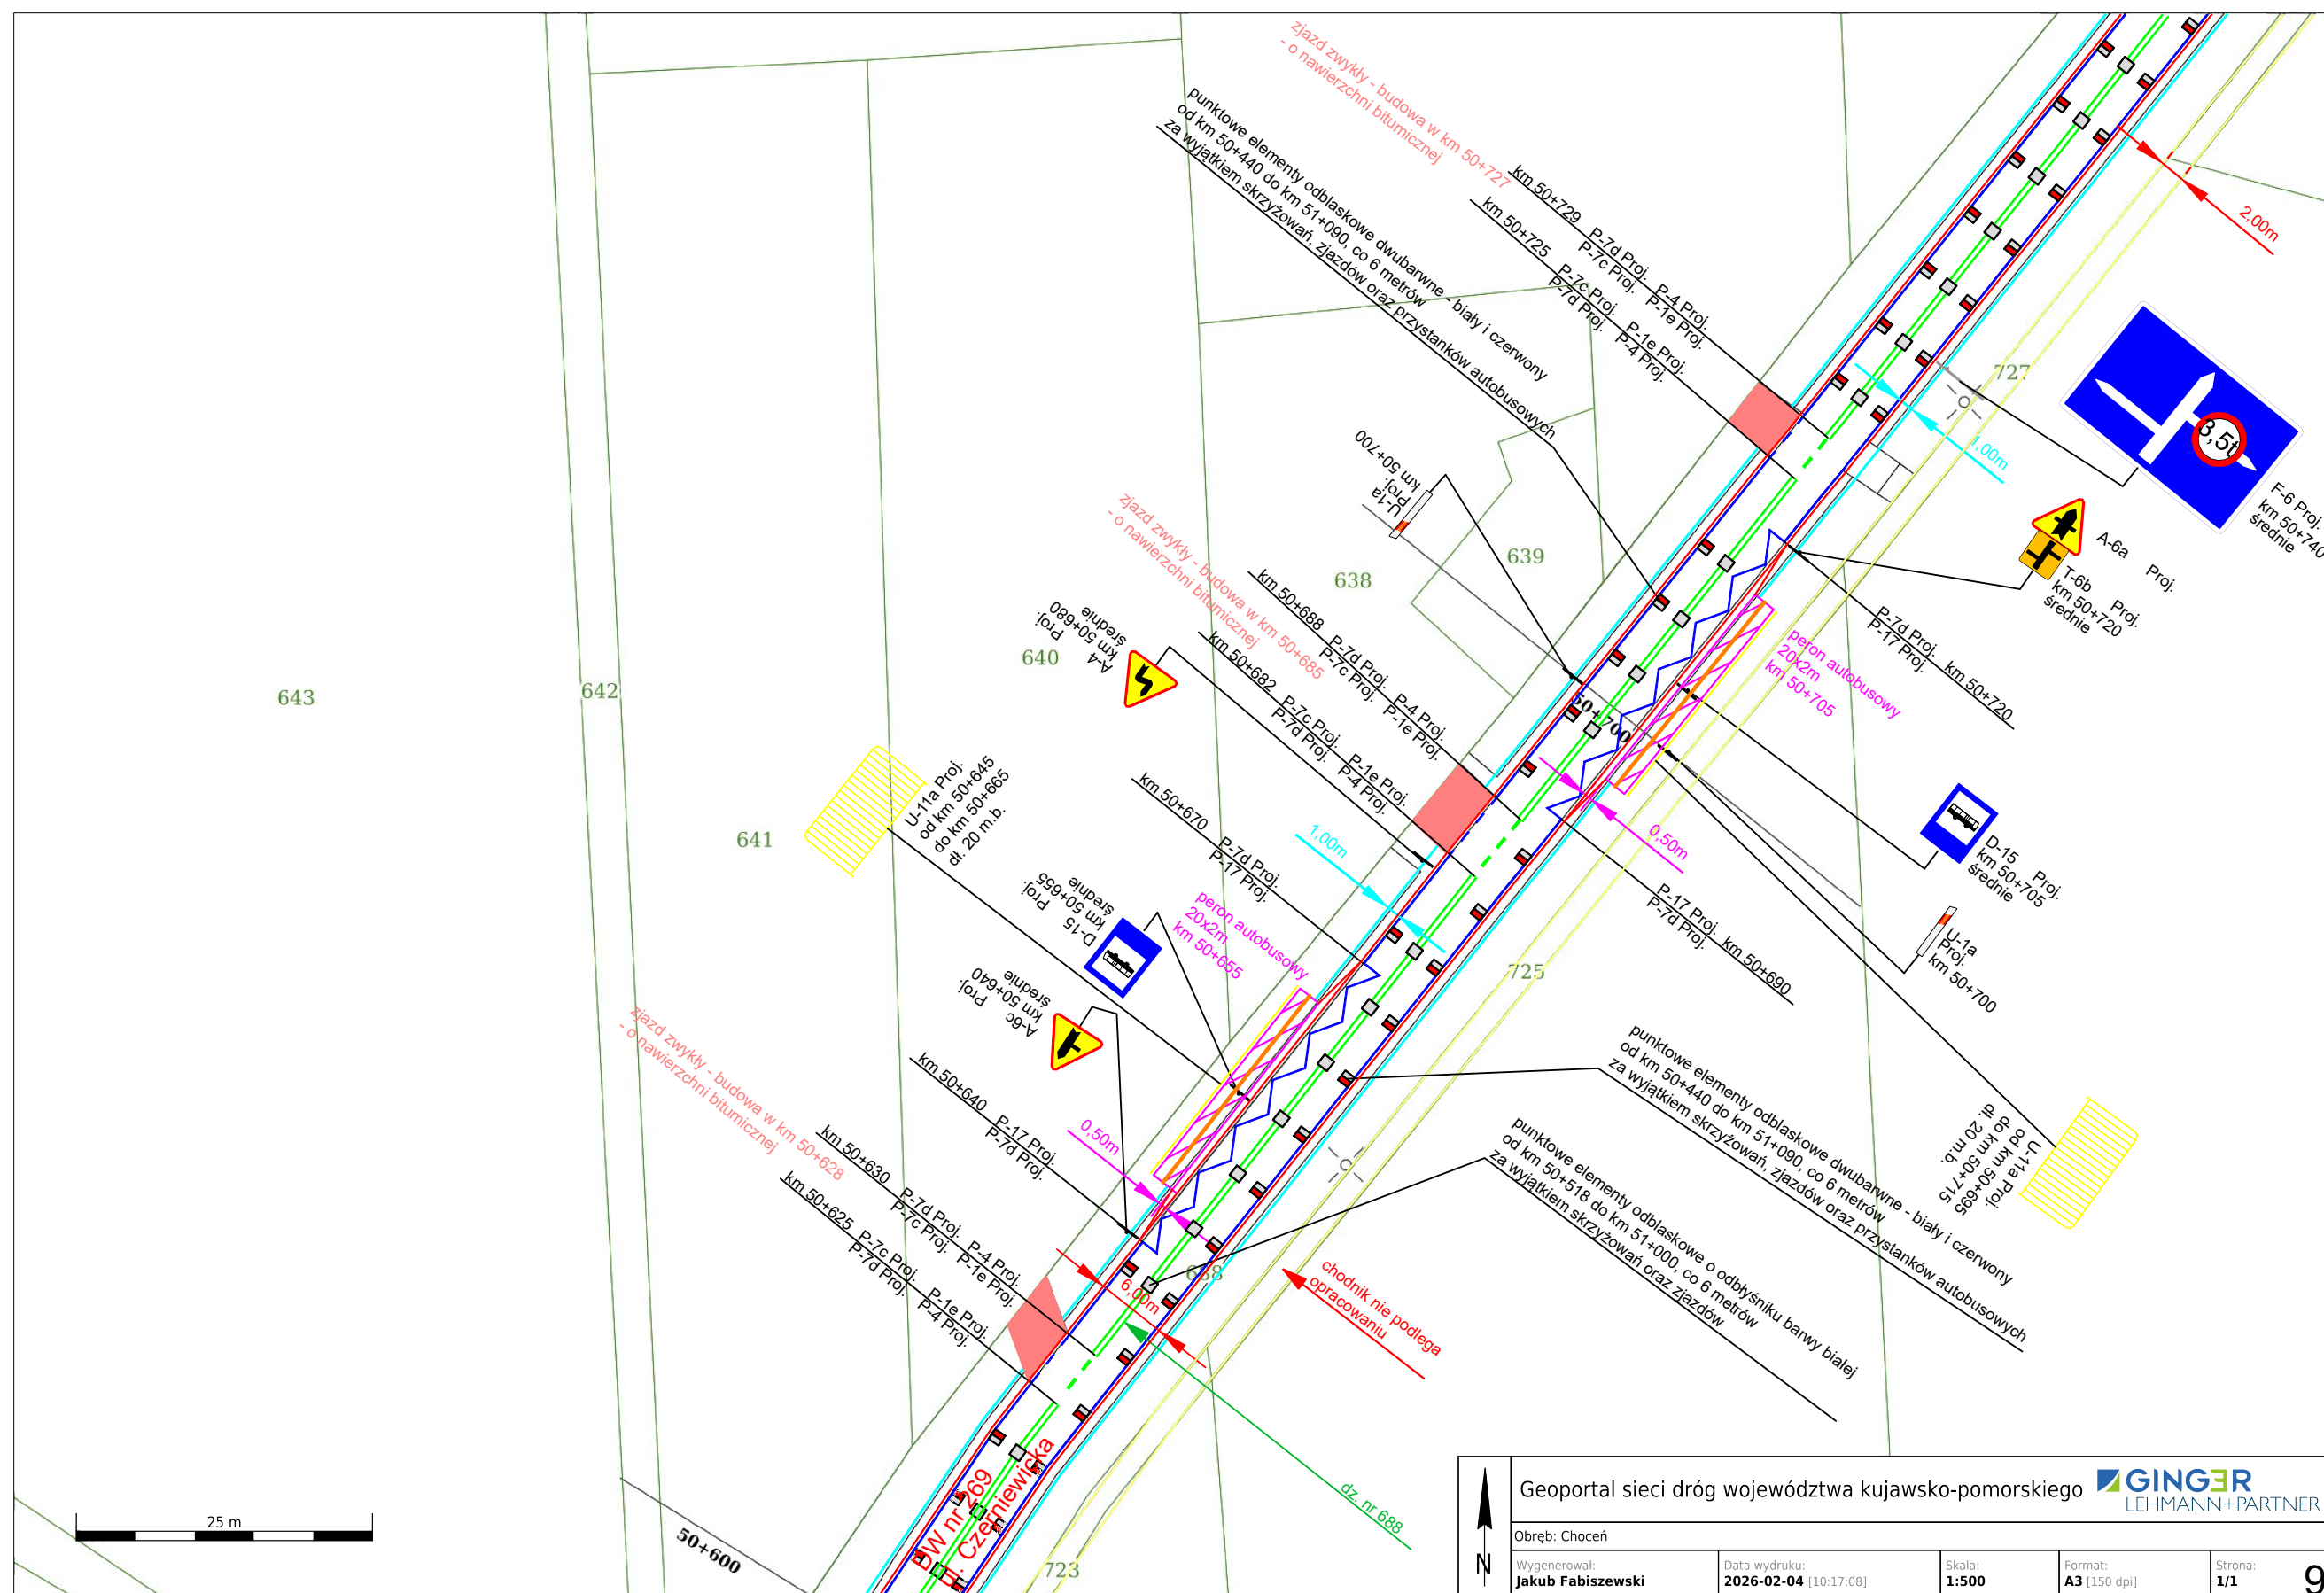 zjazd zwykły - budowa w km 50+727
- o nawierzchni bitumicznej
punktowe elementy odblaskowe dwubarwne - biały i czerwony
od km 50+440 do km 51+090, co 6 metrów
za wyjątkiem skrzyżowań, zjazdów oraz przystanków autobusowych
km 50+729 P-7d Proj. P-4 Proj.
P-7c Proj. P-1e Proj.
km 50+725 P-7c Proj. P-1e Proj.
P-7d Proj. P-4 Proj.
2,00m
727
1,00m
3,5t
F-6 Proj.
km 50+740
średnie
A-6a Proj.
T-6b Proj.
km 50+720
średnie
P-7d Proj. km 50+720
P-17 Proj.
U-1a
Proj.
km 50+700
639
638
zjazd zwykły - budowa w km 50+685
- o nawierzchni bitumicznej
km 50+688 P-7d Proj. P-4 Proj.
P-7c Proj. P-1e Proj.
km 50+682 P-7c Proj. P-1e Proj.
P-7d Proj. P-4 Proj.
A-4 Proj.
km 50+680
średnie
640
643
642
641
50+700
peron autobusowy
20x2m
km 50+705
D-15 Proj.
km 50+705
średnie
U-1a
Proj.
km 50+700
0,50m
P-17 Proj. km 50+690
P-7d Proj.
U-11a Proj.
od km 50+645
do km 50+665
dł. 20 m.b.
km 50+670 P-7d Proj.
P-17 Proj.
1,00m
D-15 Proj.
km 50+655
średnie
peron autobusowy
20x2m
km 50+655
A-6c Proj.
km 50+640
średnie
725
zjazd zwykły - budowa w km 50+628
- o nawierzchni bitumicznej
km 50+640 P-17 Proj.
P-7d Proj.
0,50m
km 50+630 P-7d Proj. P-4 Proj.
P-7c Proj. P-1e Proj.
km 50+625 P-7c Proj. P-1e Proj.
P-7d Proj. P-4 Proj.
6,00m
688
punktowe elementy odblaskowe dwubarwne - biały i czerwony
od km 50+440 do km 51+090, co 6 metrów
za wyjątkiem skrzyżowań, zjazdów oraz przystanków autobusowych
U-11a Proj.
od km 50+695
do km 50+715
dł. 20 m.b.
punktowe elementy odblaskowe o odbłyśniku barwy białej
od km 50+518 do km 51+000, co 6 metrów
za wyjątkiem skrzyżowań oraz zjazdów
chodnik nie podlega
opracowaniu
dz. nr 688
DW nr 269
ul. Czerniewicka
50+600
723
25 m
N
Geoportal sieci dróg województwa kujawsko-pomorskiego
GINGER
LEHMANN+PARTNER
Obręb: Choceń
Wygenerował:
Jakub Fabiszewski
Data wydruku:
2026-02-04 [10:17:08]
Skala:
1:500
Format:
A3 [150 dpi]
Strona:
1/1